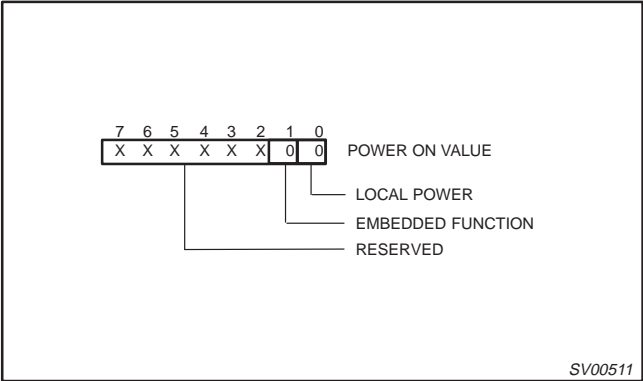 7 6 5 4 3 2 1 0
X X X X X X 0 0 POWER ON VALUE
LOCAL POWER
EMBEDDED FUNCTION
RESERVED
SV00511